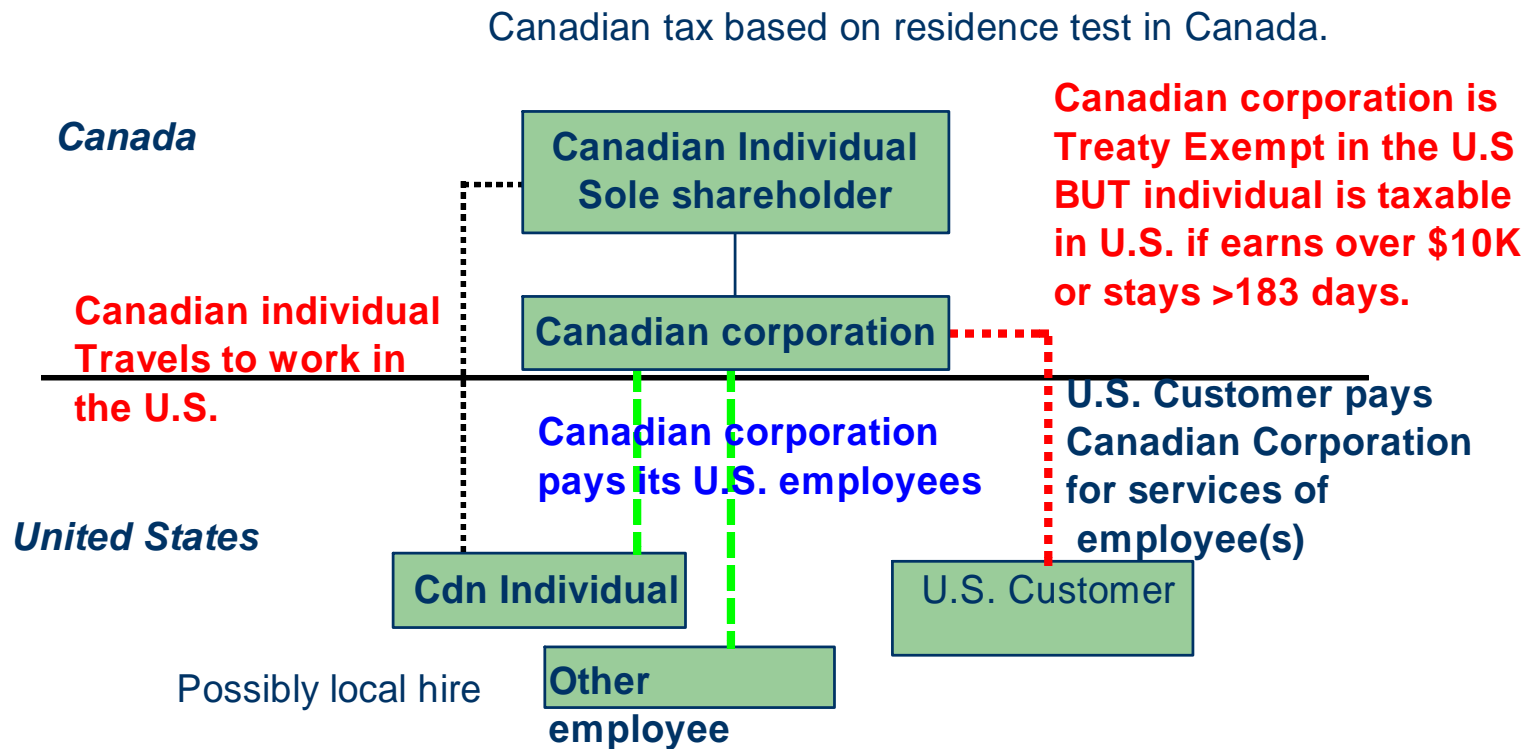 Canadian tax based on residence test in Canada.
Canada
Canadian Individual
Sole shareholder
Canadian corporation is
Treaty Exempt in the U.S
BUT individual is taxable
in U.S. if earns over $10K
or stays >183 days.
Canadian individual
Travels to work in
the U.S.
Canadian corporation
Canadian corporation
pays its U.S. employees
U.S. Customer pays
Canadian Corporation
for services of
employee(s)
United States
Cdn Individual
U.S. Customer
Possibly local hire
Other
employee